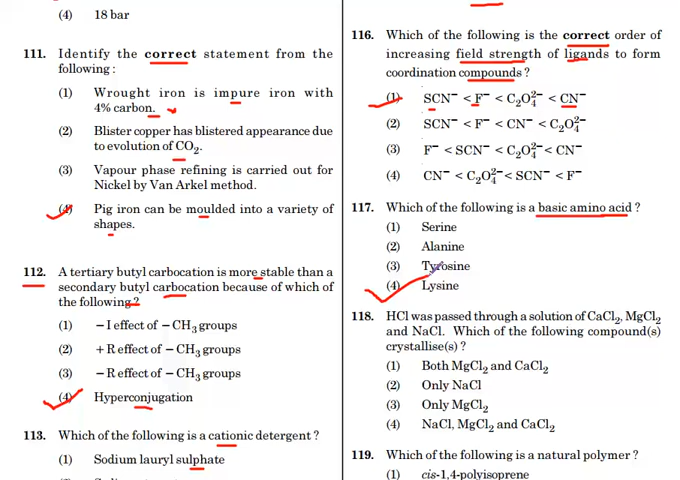 (4) 18 bar
111. Identify the correct statement from the
following :
(1) Wrought iron is impure iron with
4% carbon.
(2) Blister copper has blistered appearance due
to evolution of CO₂.
(3) Vapour phase refining is carried out for
Nickel by Van Arkel method.
(4) Pig iron can be moulded into a variety of
shapes.
112. A tertiary butyl carbocation is more stable than a
secondary butyl carbocation because of which of
the following ?
(1) – I effect of – CH₃ groups
(2) + R effect of – CH₃ groups
(3) – R effect of – CH₃ groups
(4) Hyperconjugation
113. Which of the following is a cationic detergent ?
(1) Sodium lauryl sulphate
116. Which of the following is the correct order of
increasing field strength of ligands to form
coordination compounds ?
(1) SCN⁻ < F⁻ < C₂O₄²⁻ < CN⁻
(2) SCN⁻ < F⁻ < CN⁻ < C₂O₄²⁻
(3) F⁻ < SCN⁻ < C₂O₄²⁻ < CN⁻
(4) CN⁻ < C₂O₄²⁻ < SCN⁻ < F⁻
117. Which of the following is a basic amino acid ?
(1) Serine
(2) Alanine
(3) Tyrosine
(4) Lysine
118. HCl was passed through a solution of CaCl₂, MgCl₂
and NaCl. Which of the following compound(s)
crystallise(s) ?
(1) Both MgCl₂ and CaCl₂
(2) Only NaCl
(3) Only MgCl₂
(4) NaCl, MgCl₂ and CaCl₂
119. Which of the following is a natural polymer ?
(1) cis-1,4-polyisoprene